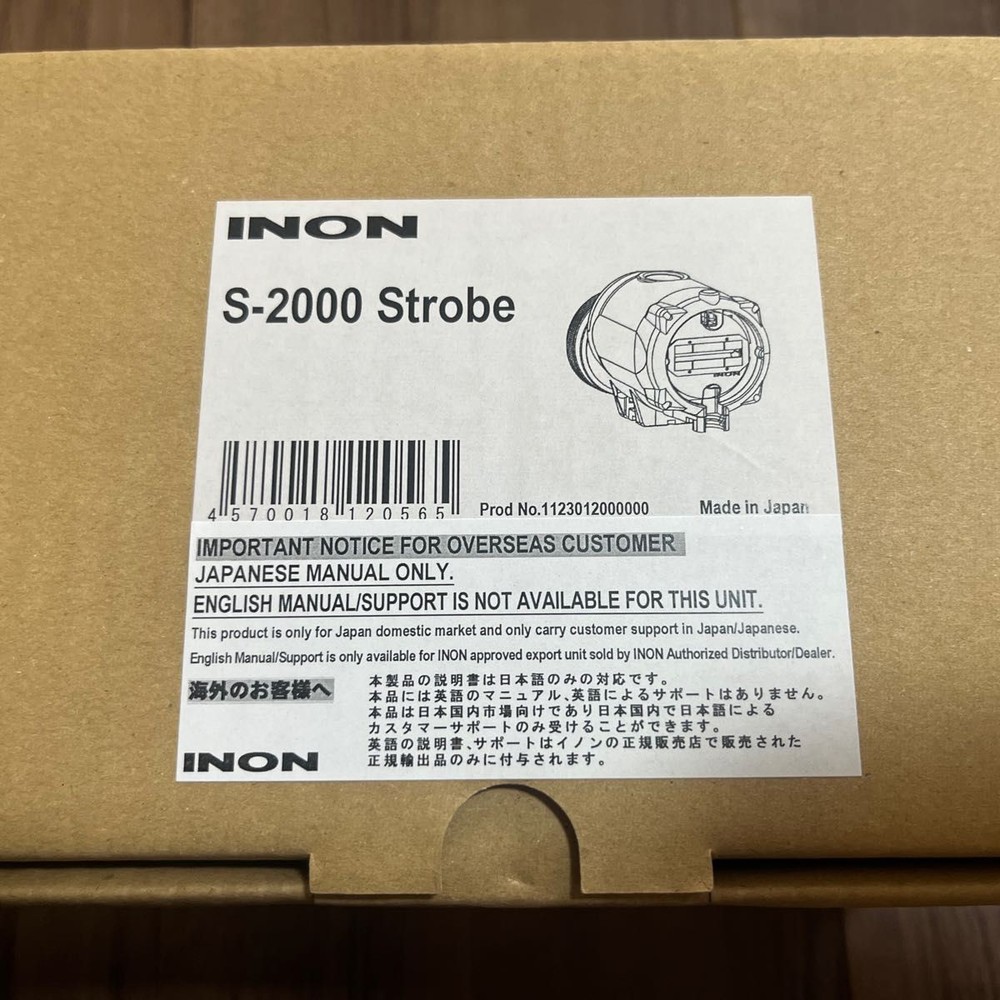 INON
S-2000 Strobe
INON
4 570018 120565
Prod No.1123012000000
Made in Japan
IMPORTANT NOTICE FOR OVERSEAS CUSTOMER
JAPANESE MANUAL ONLY.
ENGLISH MANUAL/SUPPORT IS NOT AVAILABLE FOR THIS UNIT.
This product is only for Japan domestic market and only carry customer support in Japan/Japanese.
English Manual/Support is only available for INON approved export unit sold by INON Authorized Distributor/Dealer.
海外のお客様へ
本製品の説明書は日本語のみの対応です。
本品には英語のマニュアル、英語によるサポートはありません。
本品は日本国内市場向けであり日本国内で日本語による
カスタマーサポートのみ受けることができます。
英語の説明書、サポートはイノンの正規販売店で販売された
正規輸出品のみに付与されます。
INON